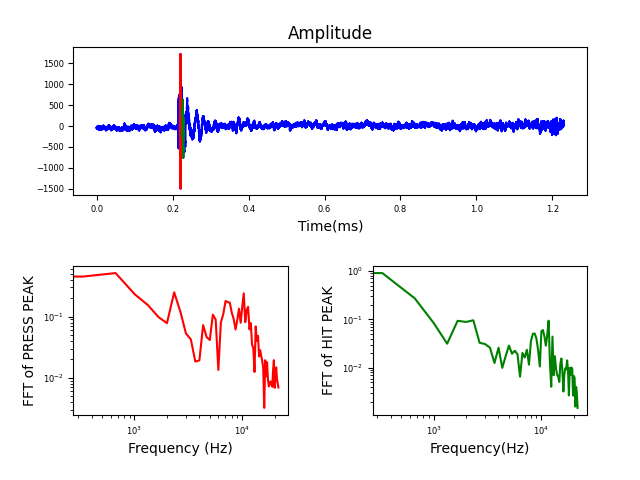 Amplitude
1500
1000
500
0
−500
−1000
−1500
0.0 0.2 0.4 0.6 0.8 1.0 1.2
Time(ms)
FFT of PRESS PEAK
10⁻¹
10⁻²
10³ 10⁴
Frequency (Hz)
FFT of HIT PEAK
10⁰
10⁻¹
10⁻²
10³ 10⁴
Frequency(Hz)